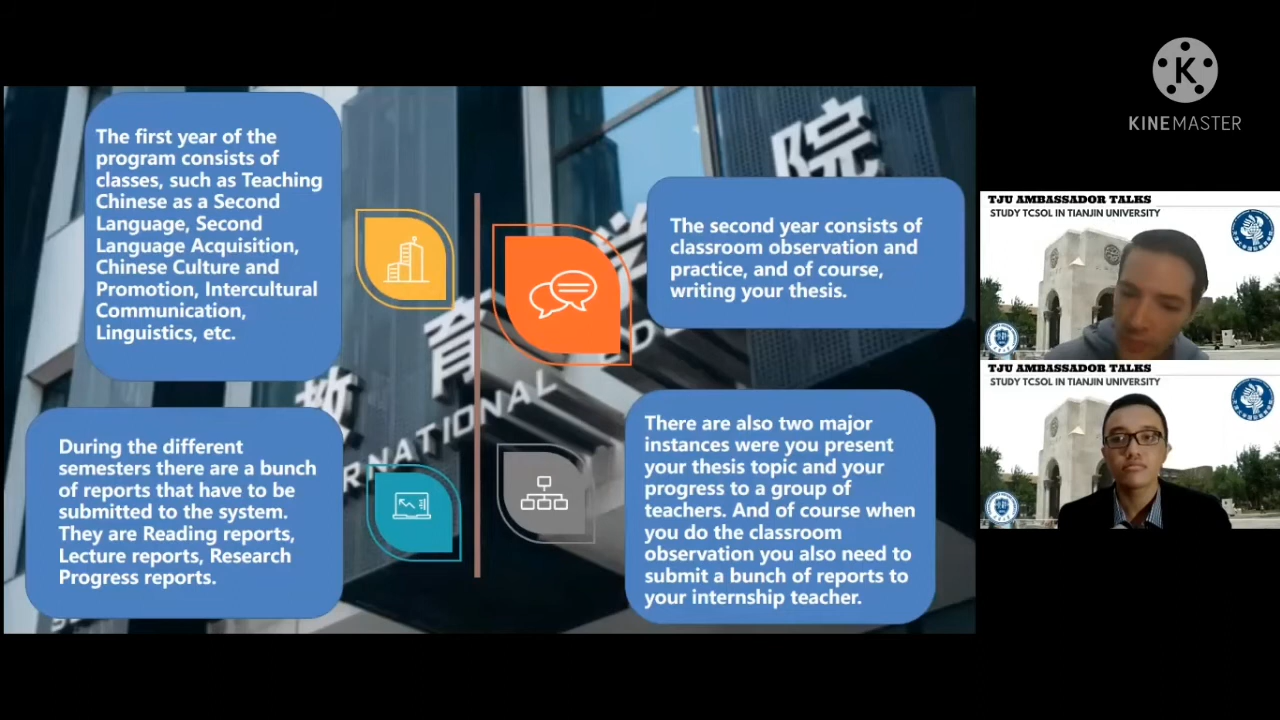 The first year of the
program consists of
classes, such as Teaching
Chinese as a Second
Language, Second
Language Acquisition,
Chinese Culture and
Promotion, Intercultural
Communication,
Linguistics, etc.
During the different
semesters there are a bunch
of reports that have to be
submitted to the system.
They are Reading reports,
Lecture reports, Research
Progress reports.
The second year consists of
classroom observation and
practice, and of course,
writing your thesis.
There are also two major
instances were you present
your thesis topic and your
progress to a group of
teachers. And of course when
you do the classroom
observation you also need to
submit a bunch of reports to
your internship teacher.
教育学院
RNATIONAL EDU
K
KINEMASTER
TJU AMBASSADOR TALKS
STUDY TCSOL IN TIANJIN UNIVERSITY
TJU AMBASSADOR TALKS
STUDY TCSOL IN TIANJIN UNIVERSITY